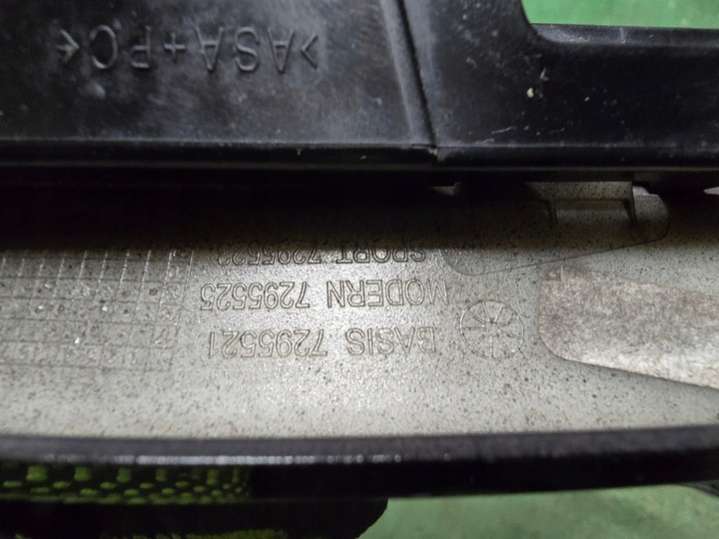 BASIS 7295521
MODERN 7295525
SPORT
>ASA+PC<